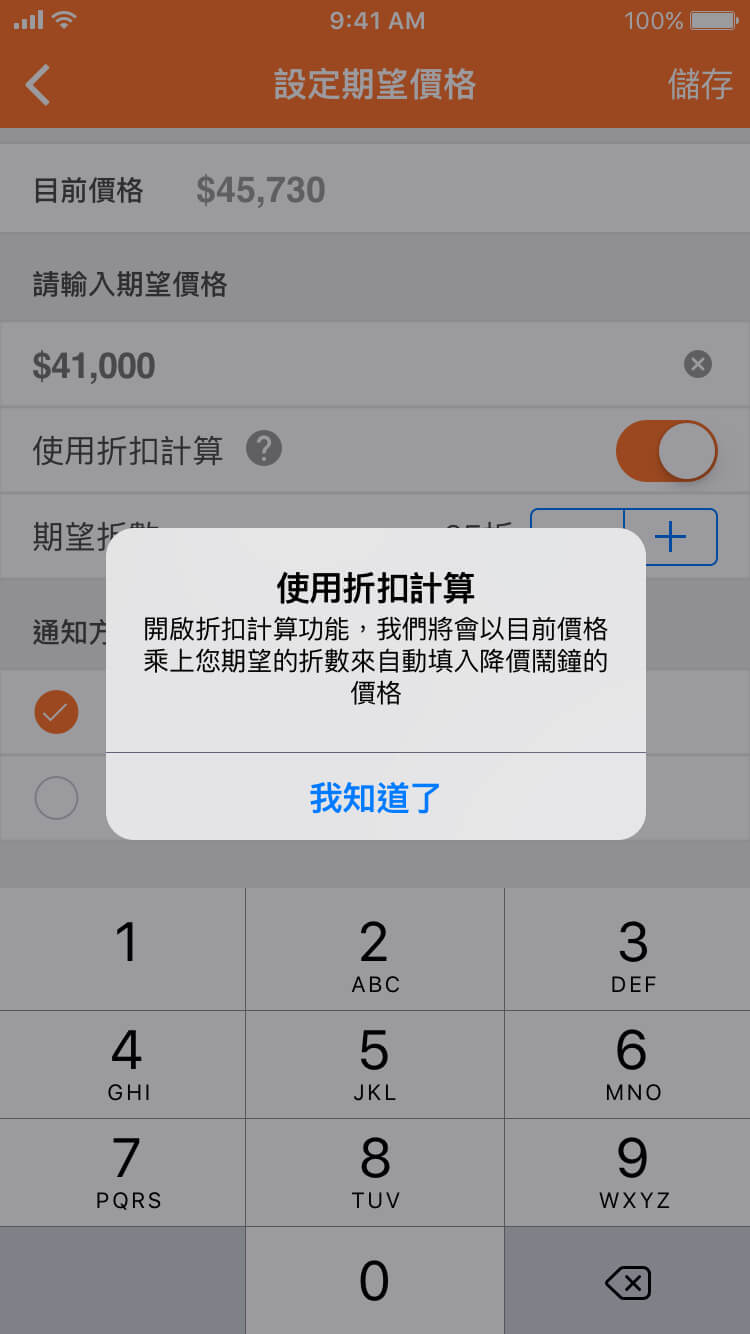 9:41 AM 100%
設定期望價格 儲存
目前價格 $45,730
請輸入期望價格
$41,000
使用折扣計算 ?
期望折
通知方
使用折扣計算
開啟折扣計算功能，我們將會以目前價格
乘上您期望的折數來自動填入降價鬧鐘的
價格
我知道了
1 2 3
ABC DEF
4 5 6
GHI JKL MNO
7 8 9
PQRS TUV WXYZ
0